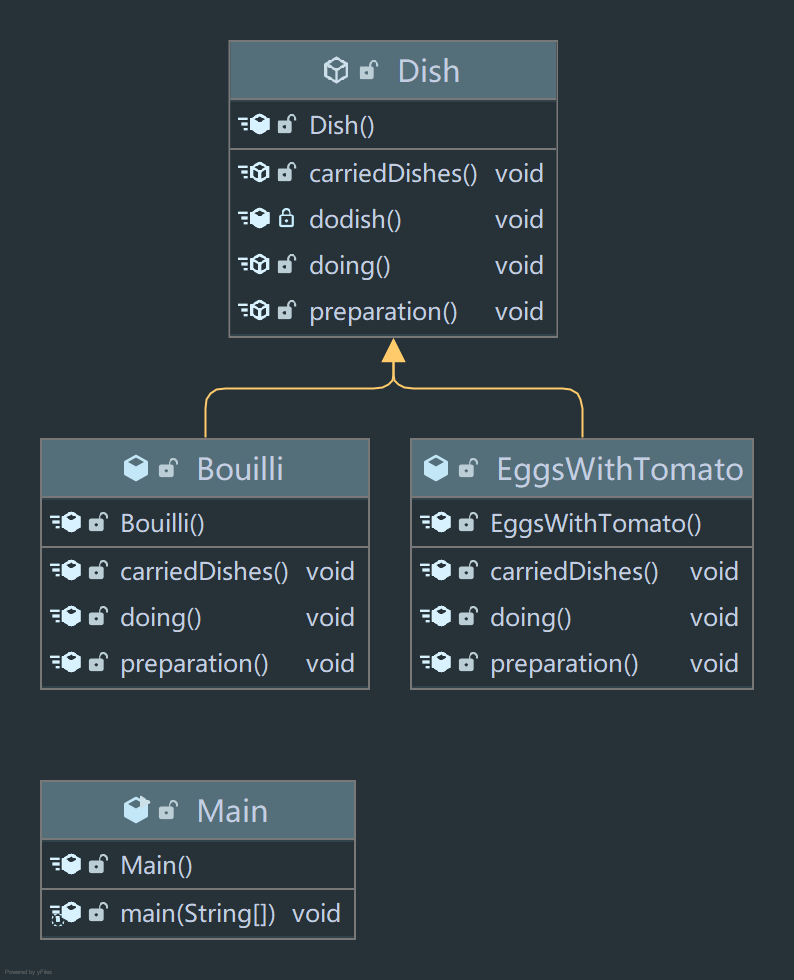 Dish
Dish()
carriedDishes() void
dodish() void
doing() void
preparation() void
Bouilli
Bouilli()
carriedDishes() void
doing() void
preparation() void
EggsWithTomato
EggsWithTomato()
carriedDishes() void
doing() void
preparation() void
Main
Main()
main(String[]) void
Powered by yFiles